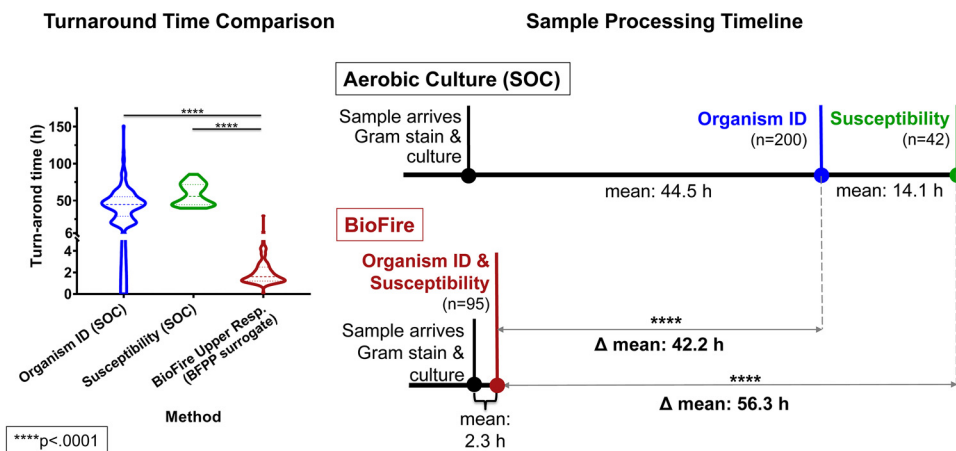 Turnaround Time Comparison
Sample Processing Timeline
Turn-arond time (h)
150
100
50
6
4
2
0
****
****
Organism ID (SOC)
Susceptibility (SOC)
BioFire Upper Resp.
(BFPP surrogate)
Method
****p<.0001
Aerobic Culture (SOC)
Sample arrives
Gram stain &
culture
Organism ID
(n=200)
Susceptibility
(n=42)
mean: 44.5 h
mean: 14.1 h
BioFire
Organism ID &
Susceptibility
(n=95)
Sample arrives
Gram stain &
culture
****
Δ mean: 42.2 h
****
Δ mean: 56.3 h
mean:
2.3 h